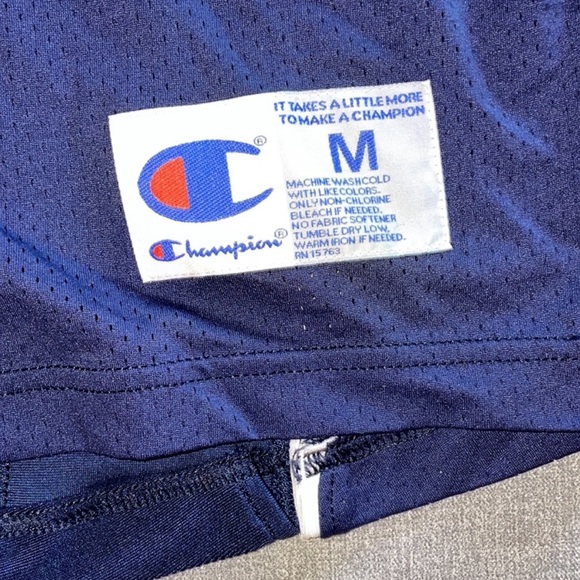 IT TAKES A LITTLE MORE
TO MAKE A CHAMPION
®
M
Champion®
MACHINE WASH COLD
WITH LIKE COLORS.
ONLY NON-CHLORINE
BLEACH IF NEEDED.
NO FABRIC SOFTENER
TUMBLE DRY LOW,
WARM IRON IF NEEDED.
RN 15763